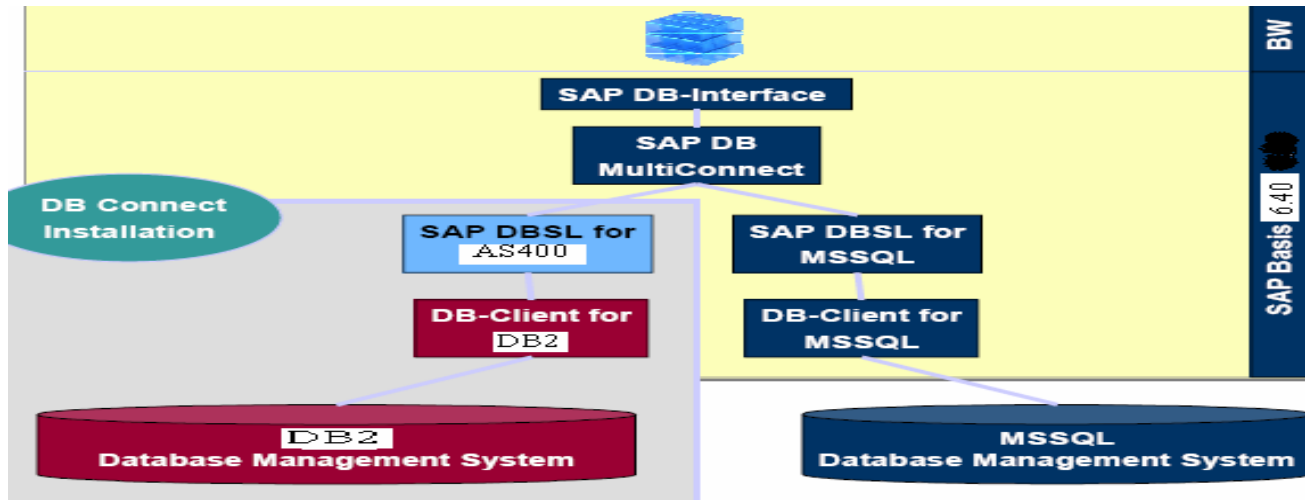 BW
SAP DB-Interface
SAP DB
MultiConnect
SAP Basis 6.40
DB Connect
Installation
SAP DBSL for
AS400
SAP DBSL for
MSSQL
DB-Client for
DB2
DB-Client for
MSSQL
DB2
Database Management System
MSSQL
Database Management System